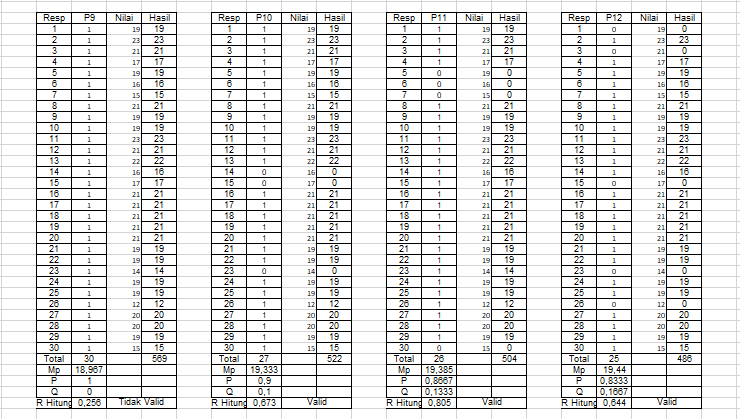 Resp P9 Nilai Hasil Resp P10 Nilai Hasil Resp P11 Nilai Hasil Resp P12 Nilai Hasil
1 1 19 19 1 1 19 19 1 1 19 19 1 0 19 0
2 1 23 23 2 1 23 23 2 1 23 23 2 1 23 23
3 1 21 21 3 1 21 21 3 1 21 21 3 0 21 0
4 1 17 17 4 1 17 17 4 1 17 17 4 1 17 17
5 1 19 19 5 1 19 19 5 0 19 0 5 1 19 19
6 1 16 16 6 1 16 16 6 0 16 0 6 1 16 16
7 1 15 15 7 1 15 15 7 0 15 0 7 1 15 15
8 1 21 21 8 1 21 21 8 1 21 21 8 1 21 21
9 1 19 19 9 1 19 19 9 1 19 19 9 1 19 19
10 1 19 19 10 1 19 19 10 1 19 19 10 1 19 19
11 1 23 23 11 1 23 23 11 1 23 23 11 1 23 23
12 1 21 21 12 1 21 21 12 1 21 21 12 1 21 21
13 1 22 22 13 1 22 22 13 1 22 22 13 1 22 22
14 1 16 16 14 0 16 0 14 1 16 16 14 1 16 16
15 1 17 17 15 0 17 0 15 1 17 17 15 0 17 0
16 1 21 21 16 1 21 21 16 1 21 21 16 1 21 21
17 1 21 21 17 1 21 21 17 1 21 21 17 1 21 21
18 1 21 21 18 1 21 21 18 1 21 21 18 1 21 21
19 1 21 21 19 1 21 21 19 1 21 21 19 1 21 21
20 1 21 21 20 1 21 21 20 1 21 21 20 1 21 21
21 1 19 19 21 1 19 19 21 1 19 19 21 1 19 19
22 1 19 19 22 1 19 19 22 1 19 19 22 1 19 19
23 1 14 14 23 0 14 0 23 1 14 14 23 0 14 0
24 1 19 19 24 1 19 19 24 1 19 19 24 1 19 19
25 1 19 19 25 1 19 19 25 1 19 19 25 1 19 19
26 1 12 12 26 1 12 12 26 1 12 12 26 0 12 0
27 1 20 20 27 1 20 20 27 1 20 20 27 1 20 20
28 1 20 20 28 1 20 20 28 1 20 20 28 1 20 20
29 1 19 19 29 1 19 19 29 1 19 19 29 1 19 19
30 1 15 15 30 1 15 15 30 0 15 0 30 1 15 15
Total 30 569 Total 27 522 Total 26 504 Total 25 486
Mp 18,967 Mp 19,333 Mp 19,385 Mp 19,44
P 1 P 0,9 P 0,8667 P 0,8333
Q 0 Q 0,1 Q 0,1333 Q 0,1667
R Hitung 0,256 Tidak Valid R Hitung 0,673 Valid R Hitung 0,805 Valid R Hitung 0,644 Valid